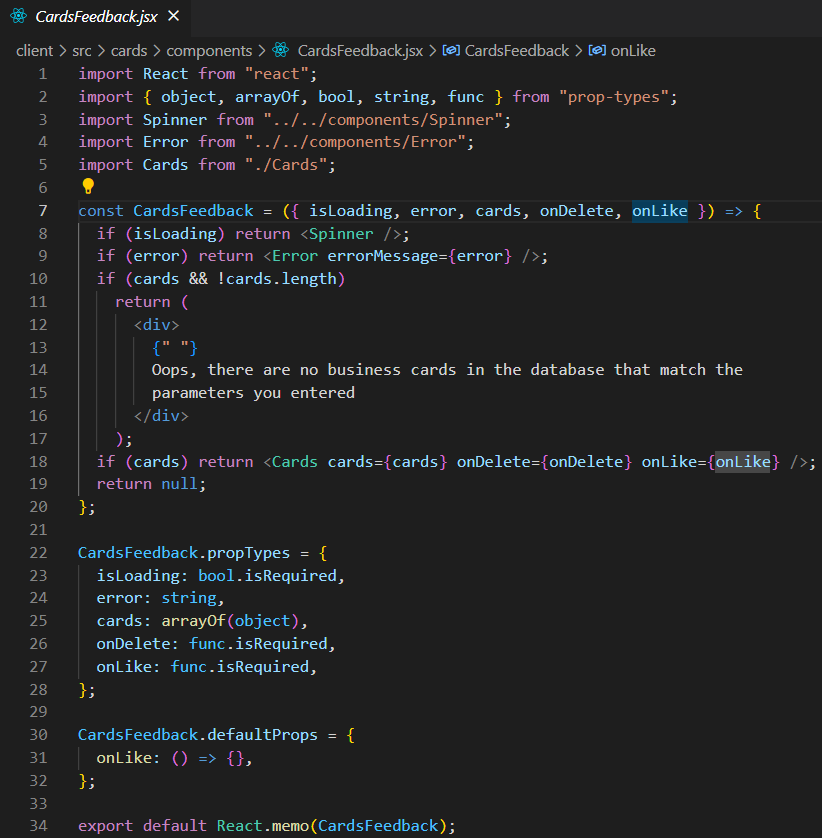 CardsFeedback.jsx ×
client > src > cards > components > CardsFeedback.jsx > CardsFeedback > onLike
1 import React from "react";
2 import { object, arrayOf, bool, string, func } from "prop-types";
3 import Spinner from "../../components/Spinner";
4 import Error from "../../components/Error";
5 import Cards from "./Cards";
6
7 const CardsFeedback = ({ isLoading, error, cards, onDelete, onLike }) => {
8   if (isLoading) return <Spinner />;
9   if (error) return <Error errorMessage={error} />;
10   if (cards && !cards.length)
11     return (
12       <div>
13         {" "}
14         Oops, there are no business cards in the database that match the
15         parameters you entered
16       </div>
17     );
18   if (cards) return <Cards cards={cards} onDelete={onDelete} onLike={onLike} />;
19   return null;
20 };
21
22 CardsFeedback.propTypes = {
23   isLoading: bool.isRequired,
24   error: string,
25   cards: arrayOf(object),
26   onDelete: func.isRequired,
27   onLike: func.isRequired,
28 };
29
30 CardsFeedback.defaultProps = {
31   onLike: () => {},
32 };
33
34 export default React.memo(CardsFeedback);